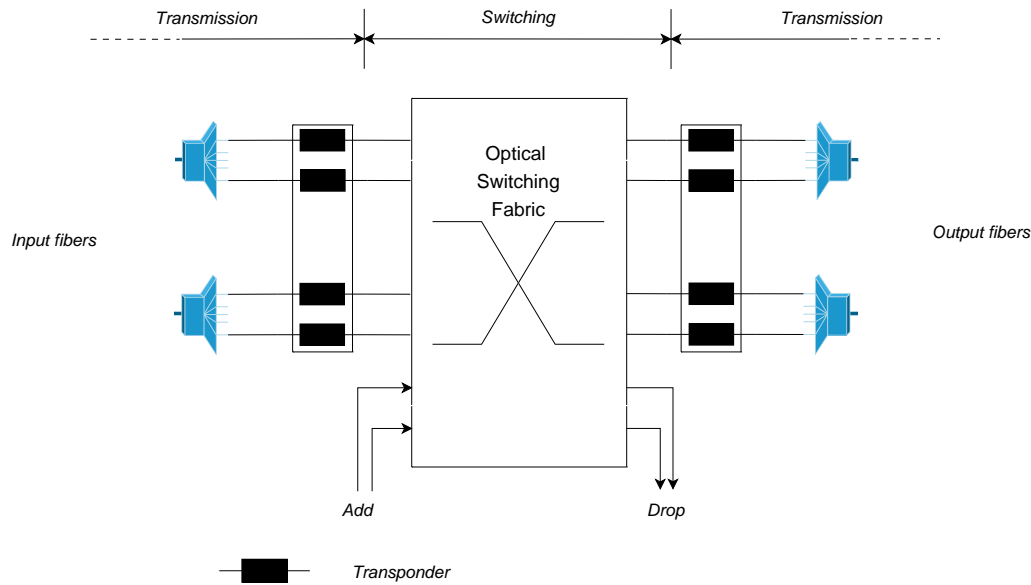 Transmission
Switching
Transmission
Optical
Switching
Fabric
Input fibers
Output fibers
Add
Drop
Transponder